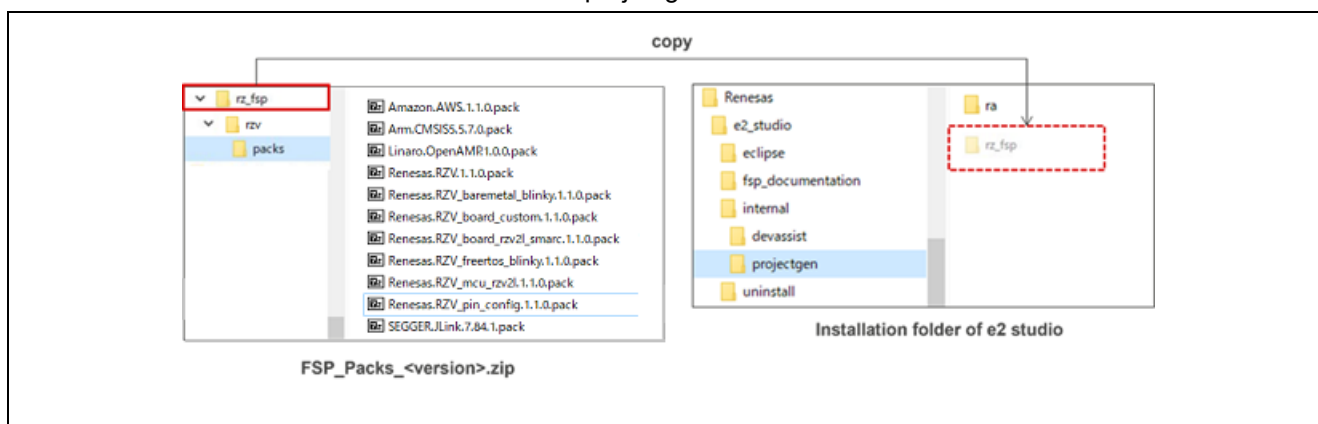 copy
rz_fsp
rzv
packs
Amazon.AWS.1.1.0.pack
Arm.CMSIS5.5.7.0.pack
Linaro.OpenAMP.1.0.0.pack
Renesas.RZV.1.1.0.pack
Renesas.RZV_baremetal_blinky.1.1.0.pack
Renesas.RZV_board_custom.1.1.0.pack
Renesas.RZV_board_rzv2l_smarc.1.1.0.pack
Renesas.RZV_freertos_blinky.1.1.0.pack
Renesas.RZV_mcu_rzv2l.1.1.0.pack
Renesas.RZV_pin_config.1.1.0.pack
SEGGER.JLink.7.84.1.pack
FSP_Packs_<version>.zip
Renesas
e2_studio
eclipse
fsp_documentation
internal
devassist
projectgen
uninstall
ra
rz_fsp
Installation folder of e2 studio